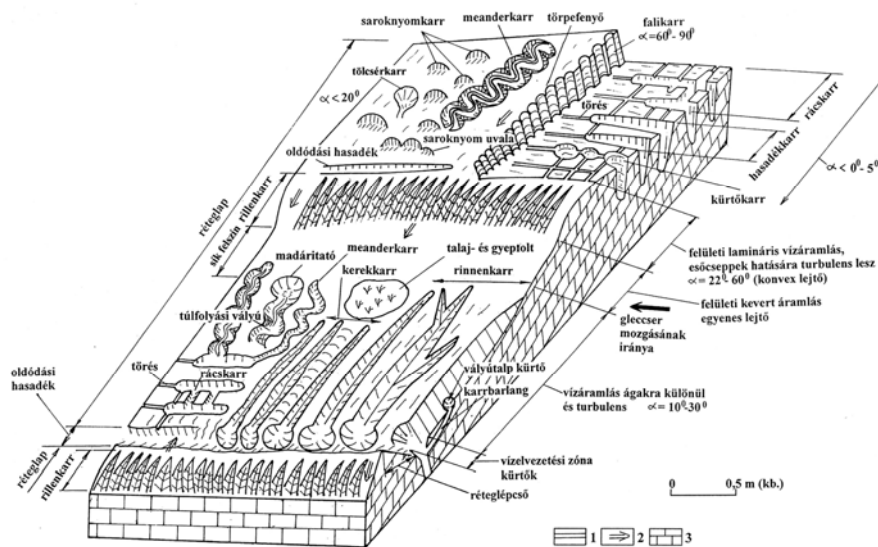 saroknyomkarr
meanderkarr
törpefenyő
falikarr
α=60⁰- 90⁰
tölcsérkarr
α<20⁰
törés
rácskarr
saroknyom uvala
oldódási hasadék
hasadékkarr
α< 0⁰- 5⁰
kürtőkarr
réteglap
rillenkarr
sík felszín
madáritató
meanderkarr
talaj- és gyeptolt
kerekkarr
rinnenkarr
felületi lamináris vízáramlás,
esőcseppek hatására turbulens lesz
α= 22⁰- 60⁰ (konvex lejtő)
felületi kevert áramlás
egyenes lejtő
gleccser
mozgásának
iránya
túlfolyási vályú
oldódási
hasadék
törés
rácskarr
vályútalp kürtő
karrbarlang
vízáramlás ágakra különül
és turbulens α= 10⁰-30⁰
réteglap
rillenkarr
vízelvezetési zóna
kürtők
réteglépcső
0 0,5 m (kb.)
1 2 3